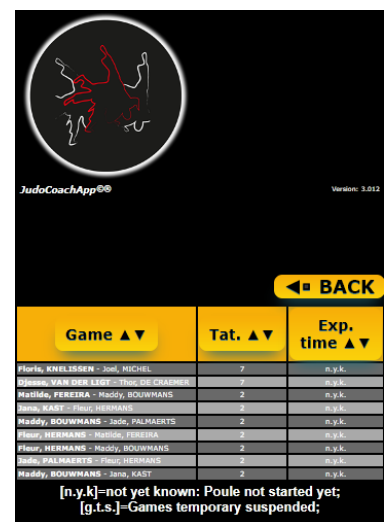 JudoCoachApp©®
Version: 3.012
◄▪ BACK
Game ▲▼ Tat. ▲▼ Exp. time ▲▼
Floris, KNELISSEN - Joel, MICHEL 7 n.y.k.
Djesse, VAN DER LIGT - Thor, DE CRAEMER 7 n.y.k.
Matilde, FEREIRA - Maddy, BOUWMANS 2 n.y.k.
Jana, KAST - Fleur, HERMANS 2 n.y.k.
Maddy, BOUWMANS - Jade, PALMAERTS 2 n.y.k.
Fleur, HERMANS - Matilde, FEREIRA 2 n.y.k.
Fleur, HERMANS - Maddy, BOUWMANS 2 n.y.k.
Jade, PALMAERTS - Fleur, HERMANS 2 n.y.k.
Maddy, BOUWMANS - Jana, KAST 2 n.y.k.
[n.y.k]=not yet known: Poule not started yet;
[g.t.s.]=Games temporary suspended;